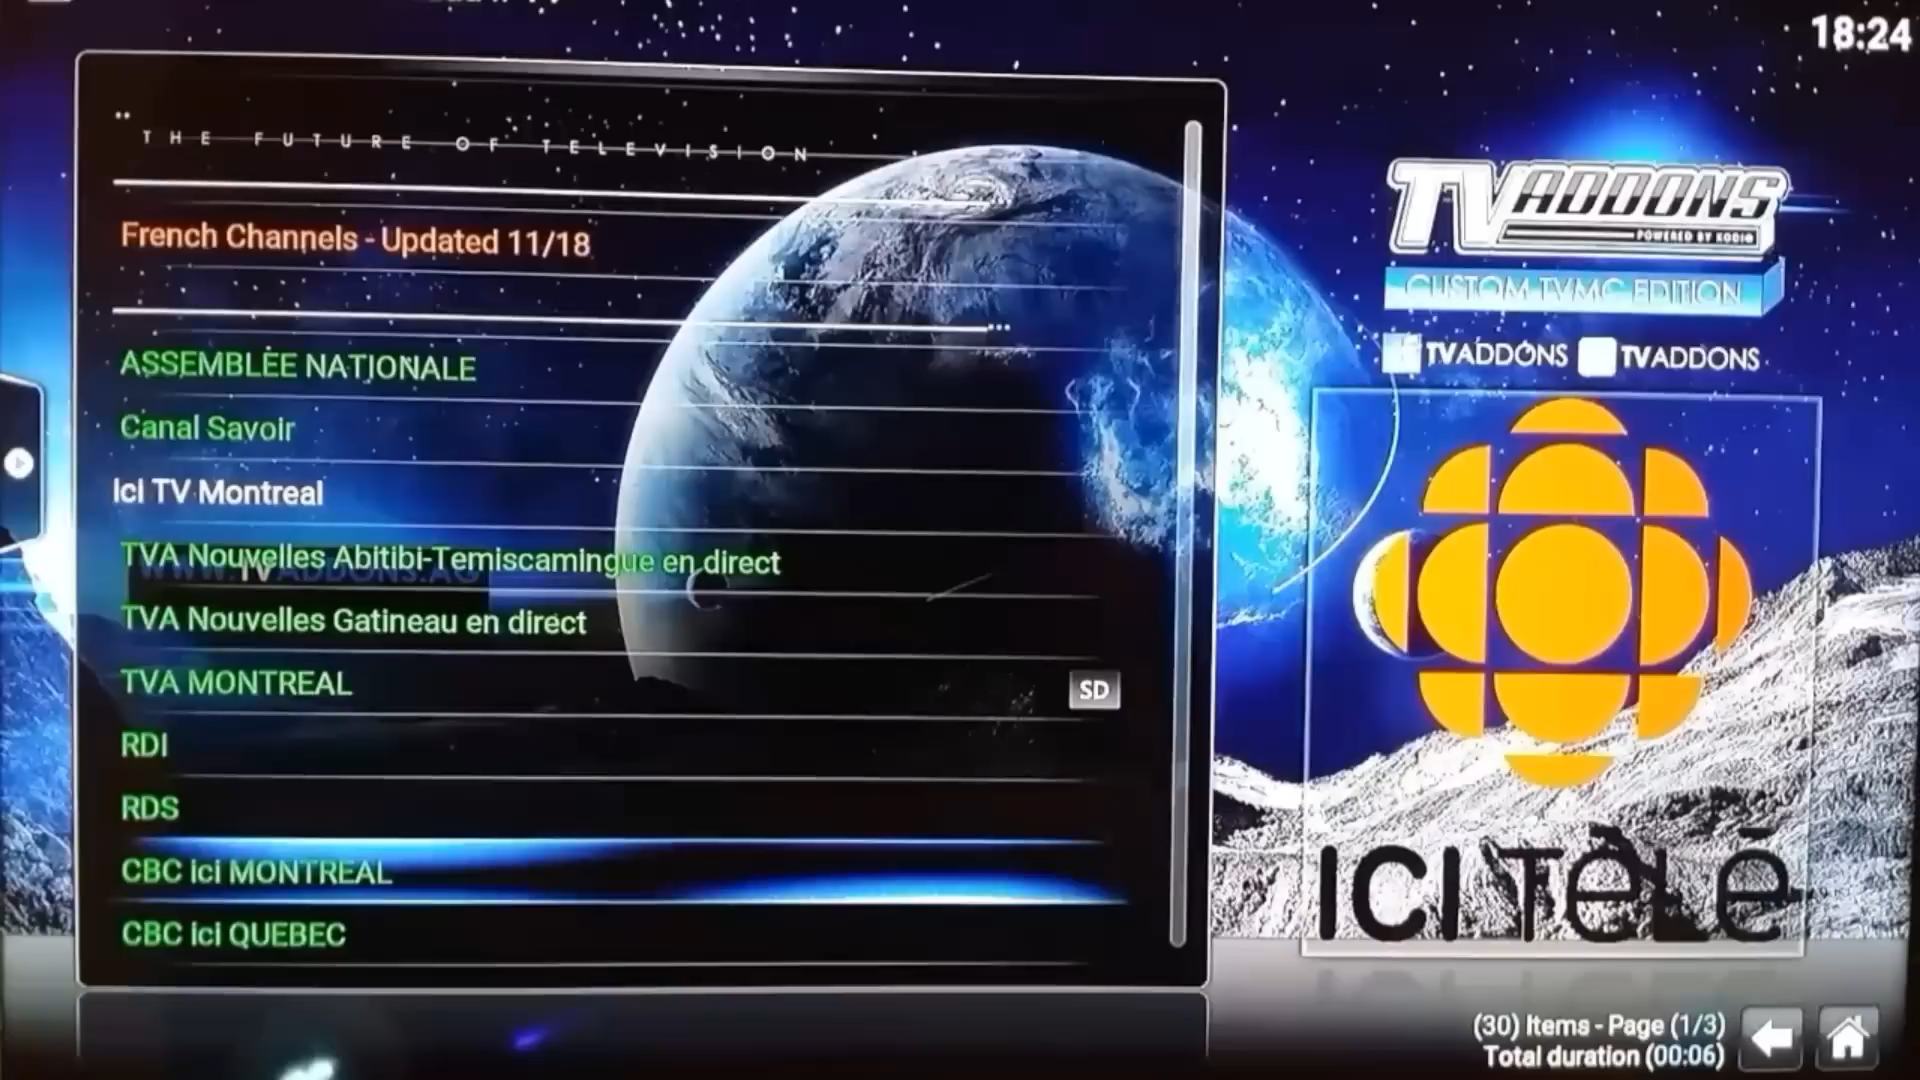 18:24
..
THE FUTURE OF TELEVISION
French Channels - Updated 11/18
ASSEMBLÉE NATIONALE
Canal Savoir
Ici TV Montreal
TVA Nouvelles Abitibi-Temiscamingue en direct
WWW.TVADDONS.AG
TVA Nouvelles Gatineau en direct
TVA MONTREAL
SD
RDI
RDS
CBC ici MONTREAL
CBC ici QUEBEC
TVADDONS
POWERED BY KODI
CUSTOM TVMC EDITION
TVADDONS TVADDONS
ICI TÉLÉ
(30) Items - Page (1/3)
Total duration (00:06)